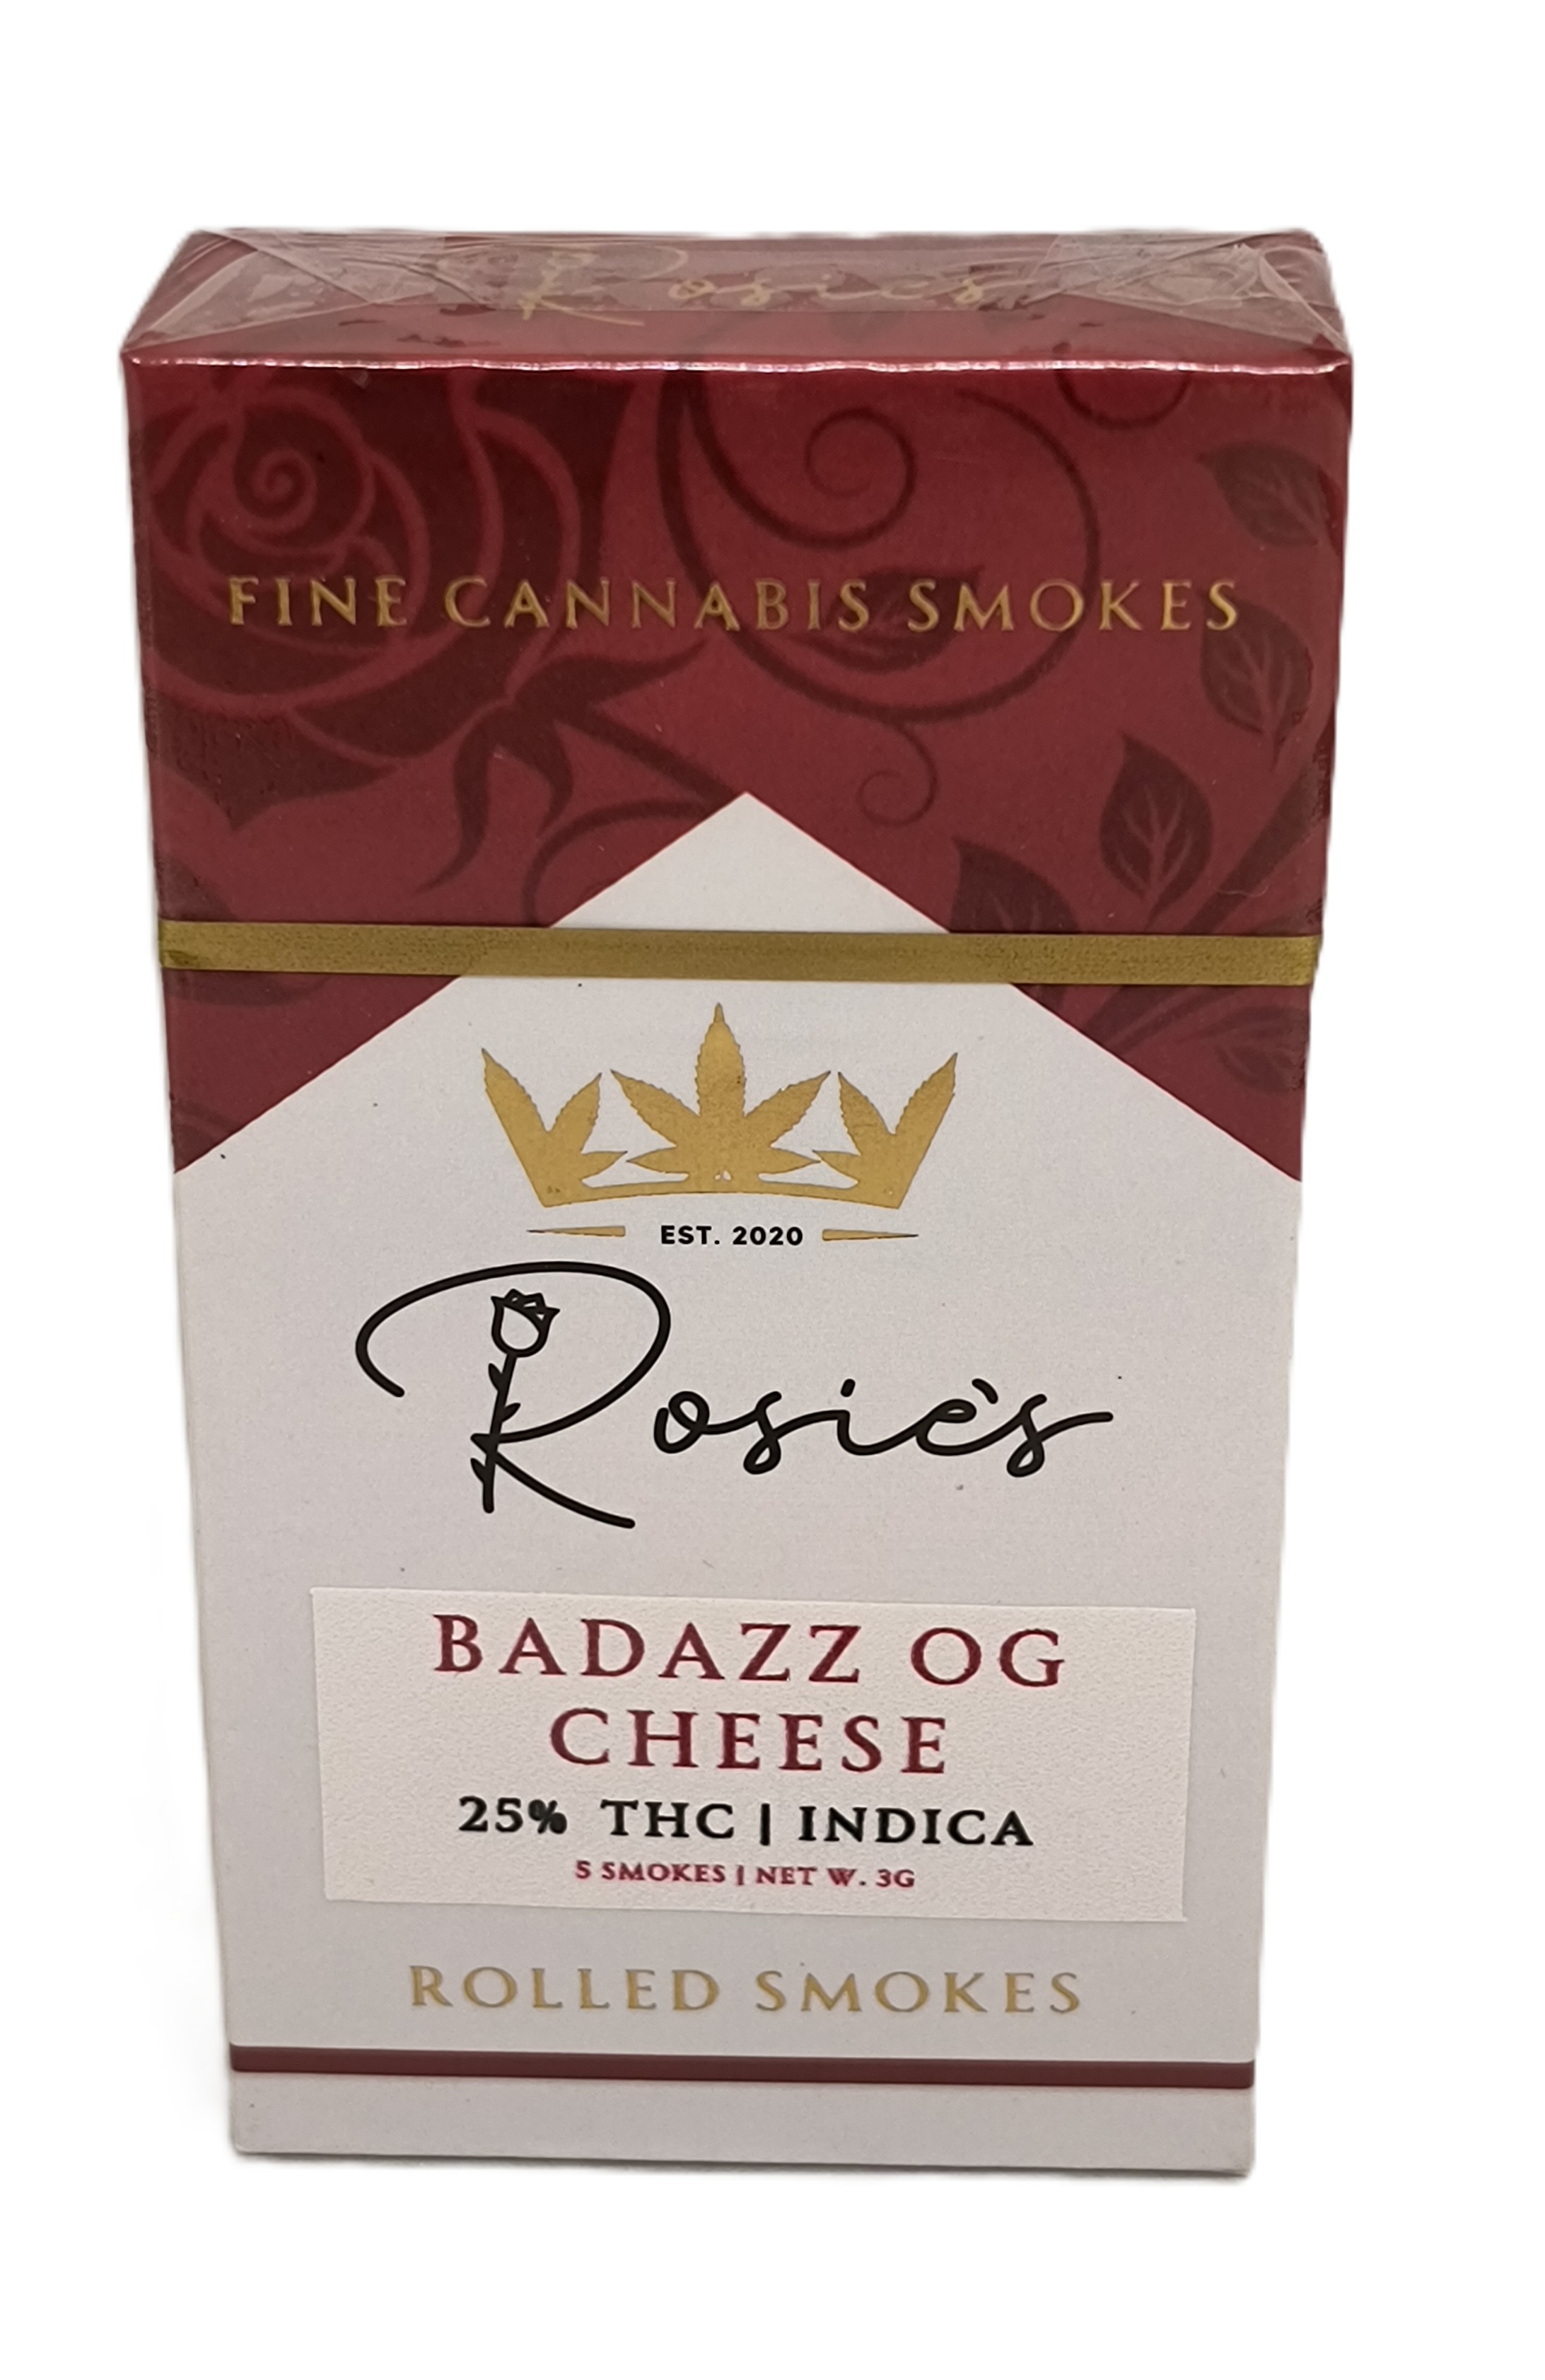 Rosie's
FINE CANNABIS SMOKES
EST. 2020
Rosie's
BADAZZ OG
CHEESE
25% THC | INDICA
5 SMOKES | NET W. 3G
ROLLED SMOKES